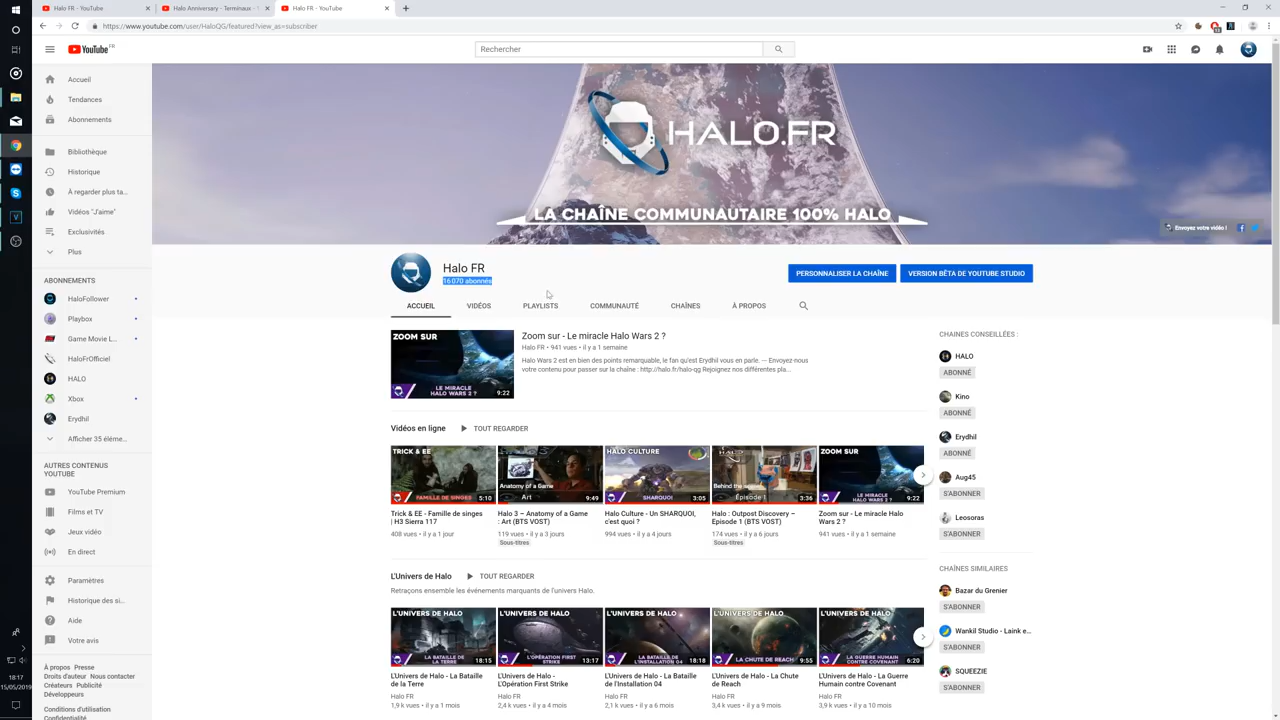 Halo FR - YouTube
Halo Anniversary - Terminaux - 
Halo FR - YouTube
https://www.youtube.com/user/HaloQG/featured?view_as=subscriber
YouTube FR
Rechercher
Accueil
Tendances
Abonnements
Bibliothèque
Historique
À regarder plus ta...
Vidéos "J'aime"
Exclusivités
Plus
ABONNEMENTS
HaloFollower
Playbox
Game Movie L...
HaloFrOfficiel
HALO
Xbox
Erydhil
Afficher 35 éléme...
AUTRES CONTENUS
YOUTUBE
YouTube Premium
Films et TV
Jeux vidéo
En direct
Paramètres
Historique des si...
Aide
Votre avis
À propos Presse
Droits d'auteur Nous contacter
Créateurs Publicité
Développeurs
Conditions d'utilisation
Confidentialité
18:17
15/05/2019
HALO.FR
LA CHAÎNE COMMUNAUTAIRE 100% HALO
Envoyez votre vidéo !
Halo FR
16 070 abonnés
PERSONNALISER LA CHAÎNE
VERSION BÊTA DE YOUTUBE STUDIO
ACCUEIL
VIDÉOS
PLAYLISTS
COMMUNAUTÉ
CHAÎNES
À PROPOS
ZOOM SUR
LE MIRACLE
HALO WARS 2 ?
9:22
Zoom sur - Le miracle Halo Wars 2 ?
Halo FR • 941 vues • il y a 1 semaine
Halo Wars 2 est en bien des points remarquable, le fan qu'est Erydhil vous en parle. --- Envoyez-nous
votre contenu pour passer sur la chaîne : http://halo.fr/halo-qg Rejoignez nos différentes pla...
Vidéos en ligne
TOUT REGARDER
TRICK & EE
FAMILLE DE SINGES
5:10
Trick & EE - Famille de singes
| H3 Sierra 117
408 vues • il y a 1 jour
Anatomy of a Game
Art
9:49
Halo 3 – Anatomy of a Game
: Art (BTS VOST)
119 vues • il y a 3 jours
Sous-titres
HALO CULTURE
SHARQUOI
3:05
Halo Culture - Un SHARQUOI,
c'est quoi ?
994 vues • il y a 4 jours
HALO
Behind the
Épisode 1
3:36
Halo : Outpost Discovery –
Episode 1 (BTS VOST)
174 vues • il y a 6 jours
Sous-titres
ZOOM SUR
LE MIRACLE
HALO WARS 2 ?
9:22
Zoom sur - Le miracle Halo
Wars 2 ?
941 vues • il y a 1 semaine
L'Univers de Halo
TOUT REGARDER
Retraçons ensemble les événements marquants de l'univers Halo.
L'UNIVERS DE HALO
LA BATAILLE DE
LA TERRE
18:15
L'Univers de Halo - La Bataille
de la Terre
Halo FR
1,9 k vues • il y a 1 mois
L'UNIVERS DE HALO
L'OPÉRATION FIRST
STRIKE
13:17
L'Univers de Halo -
L'Opération First Strike
Halo FR
2,4 k vues • il y a 4 mois
L'UNIVERS DE HALO
LA BATAILLE DE
L'INSTALLATION 04
18:18
L'Univers de Halo - La Bataille
de l'Installation 04
Halo FR
2,1 k vues • il y a 6 mois
L'UNIVERS DE HALO
LA CHUTE DE REACH
9:55
L'Univers de Halo - La Chute
de Reach
Halo FR
3,4 k vues • il y a 9 mois
L'UNIVERS DE HALO
LA GUERRE HUMAIN
CONTRE COVENANT
6:20
L'Univers de Halo - La Guerre
Humain contre Covenant
Halo FR
3,9 k vues • il y a 10 mois
CHAINES CONSEILLÉES :
HALO
ABONNÉ
Kino
ABONNÉ
Erydhil
ABONNÉ
Aug45
S'ABONNER
Leosoras
S'ABONNER
CHAÎNES SIMILAIRES
Bazar du Grenier
S'ABONNER
Wankil Studio - Laink e...
S'ABONNER
SQUEEZIE
S'ABONNER